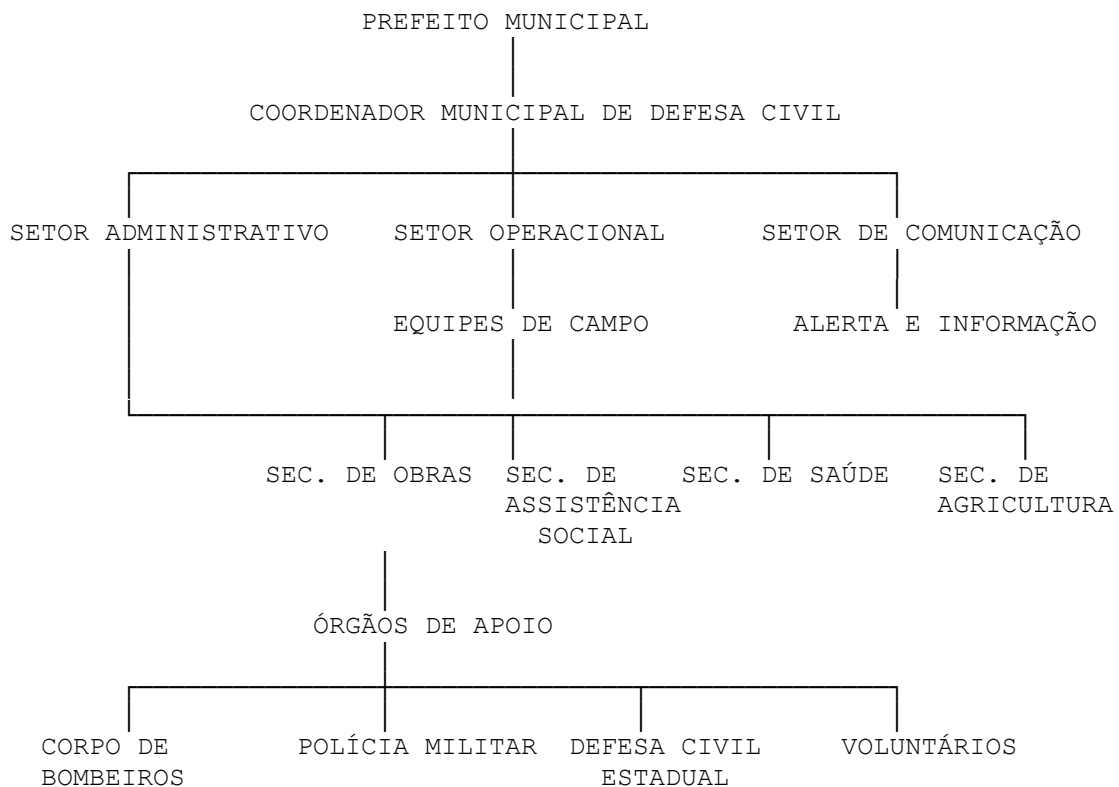 PREFEITO MUNICIPAL
COORDENADOR MUNICIPAL DE DEFESA CIVIL
SETOR ADMINISTRATIVO SETOR OPERACIONAL SETOR DE COMUNICAÇÃO
EQUIPES DE CAMPO ALERTA E INFORMAÇÃO
SEC. DE OBRAS SEC. DE SEC. DE SAÚDE SEC. DE
ASSISTÊNCIA AGRICULTURA
SOCIAL
ÓRGÃOS DE APOIO
CORPO DE POLÍCIA MILITAR DEFESA CIVIL VOLUNTÁRIOS
BOMBEIROS ESTADUAL